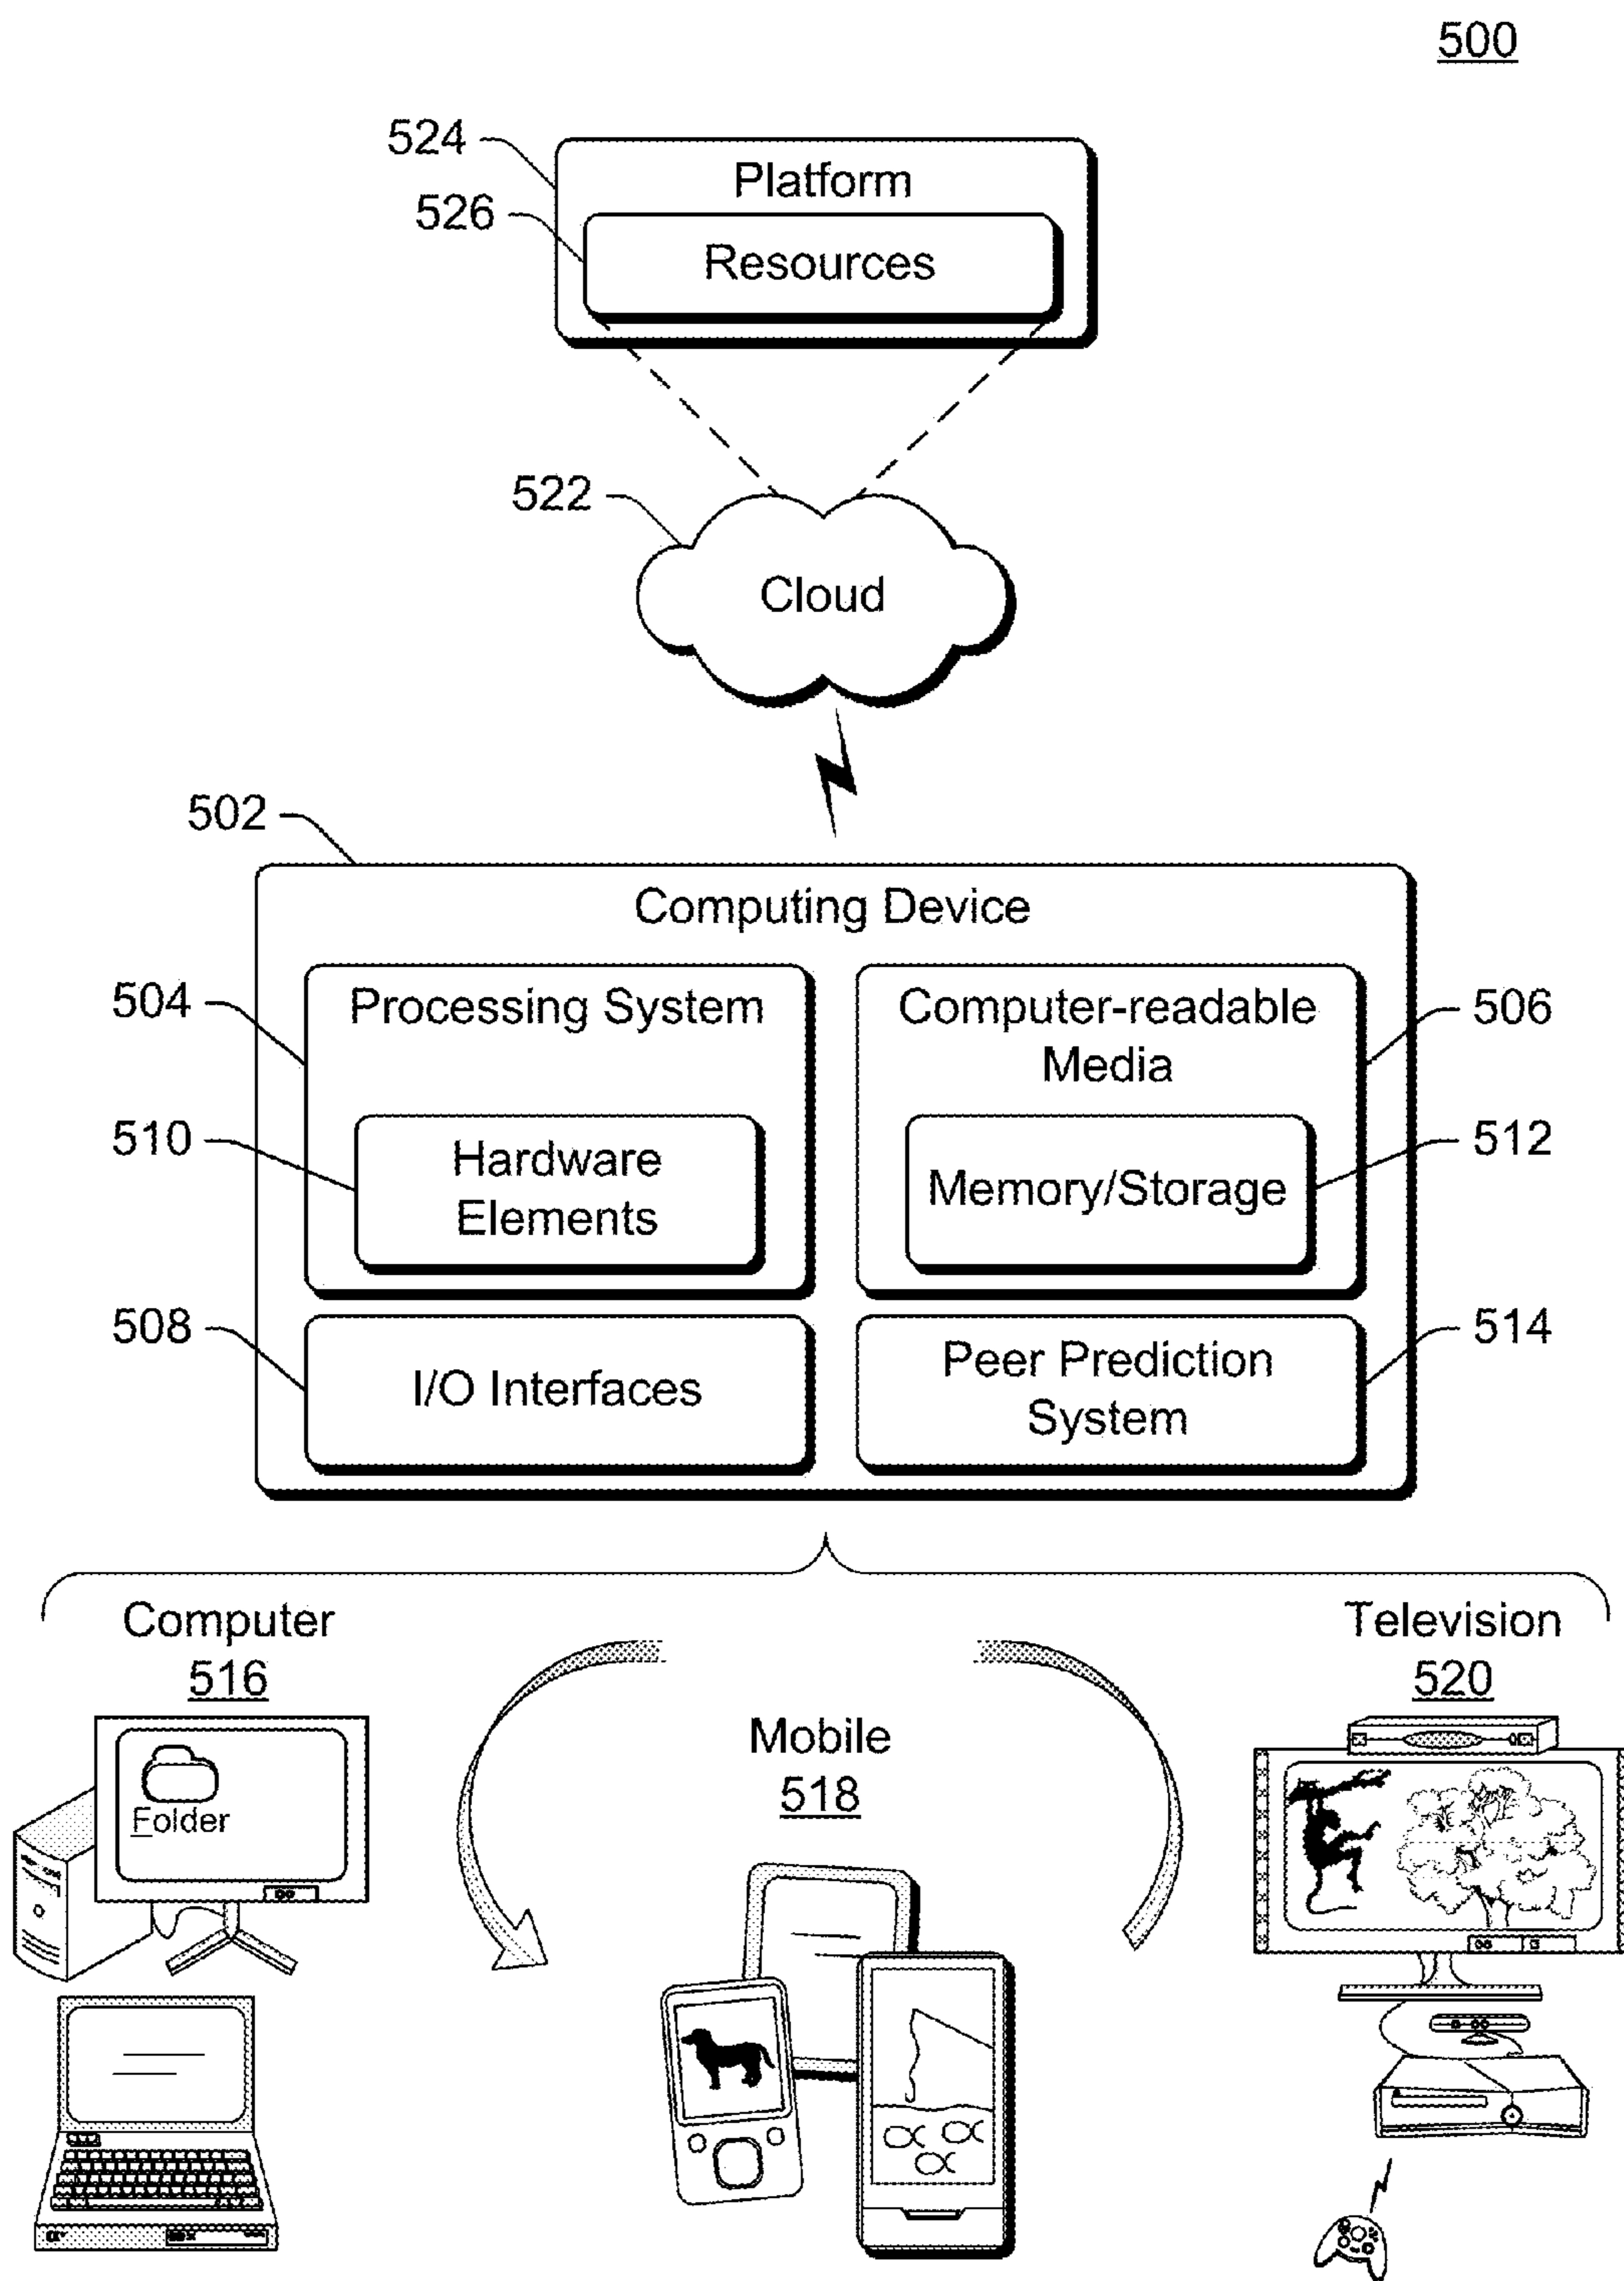 500
524
Platform
526
Resources
522
Cloud
502
Computing Device
504
Processing System
Computer-readable
Media
506
510
Hardware
Elements
Memory/Storage
512
508
I/O Interfaces
Peer Prediction
System
514
Computer
516
Mobile
518
Television
520
Folder